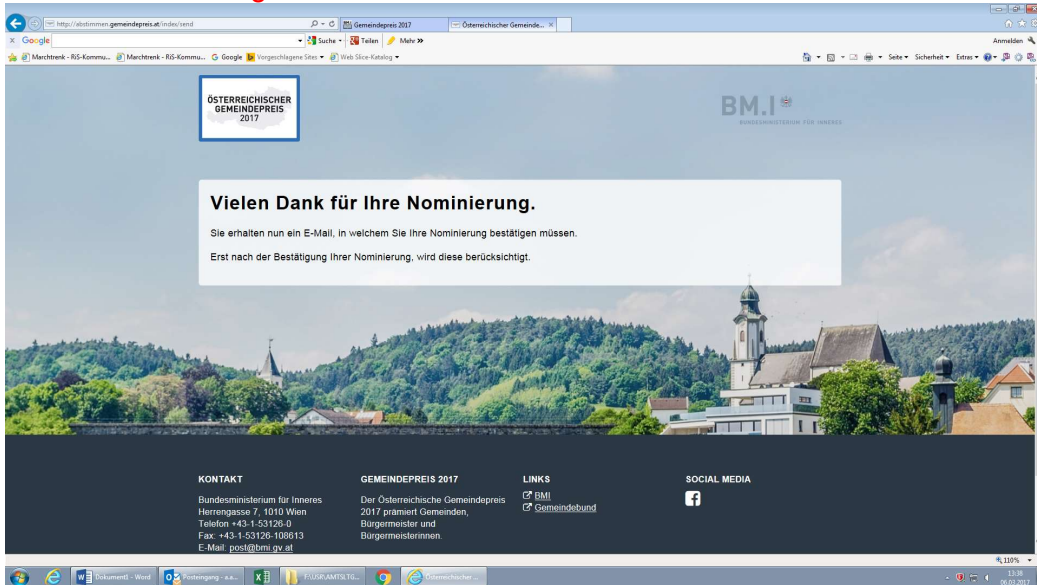 http://abstimmen.gemeindepreis.at/index/send
Gemeindepreis 2017
Österreichischer Gemeinde...
Google
Suche
Teilen
Mehr
Anmelden
Marchtrenk - RiS-Kommu...
Marchtrenk - RiS-Kommu...
Google
Vorgeschlagene Sites
Web Slice-Katalog
Seite
Sicherheit
Extras
ÖSTERREICHISCHER
GEMEINDEPREIS
2017
BM.I
BUNDESMINISTERIUM FÜR INNERES
Vielen Dank für Ihre Nominierung.
Sie erhalten nun ein E-Mail, in welchem Sie Ihre Nominierung bestätigen müssen.
Erst nach der Bestätigung Ihrer Nominierung, wird diese berücksichtigt.
KONTAKT
Bundesministerium für Inneres
Herrengasse 7, 1010 Wien
Telefon +43-1-53126-0
Fax: +43-1-53126-108613
E-Mail: post@bmi.gv.at
GEMEINDEPREIS 2017
Der Österreichische Gemeindepreis
2017 prämiert Gemeinden,
Bürgermeister und
Bürgermeisterinnen.
LINKS
BMI
Gemeindebund
SOCIAL MEDIA
110%
Dokument1 - Word
Posteingang - a.a...
F:\USR\AMTSLTG...
Österreichischer ...
13:38
06.03.2017